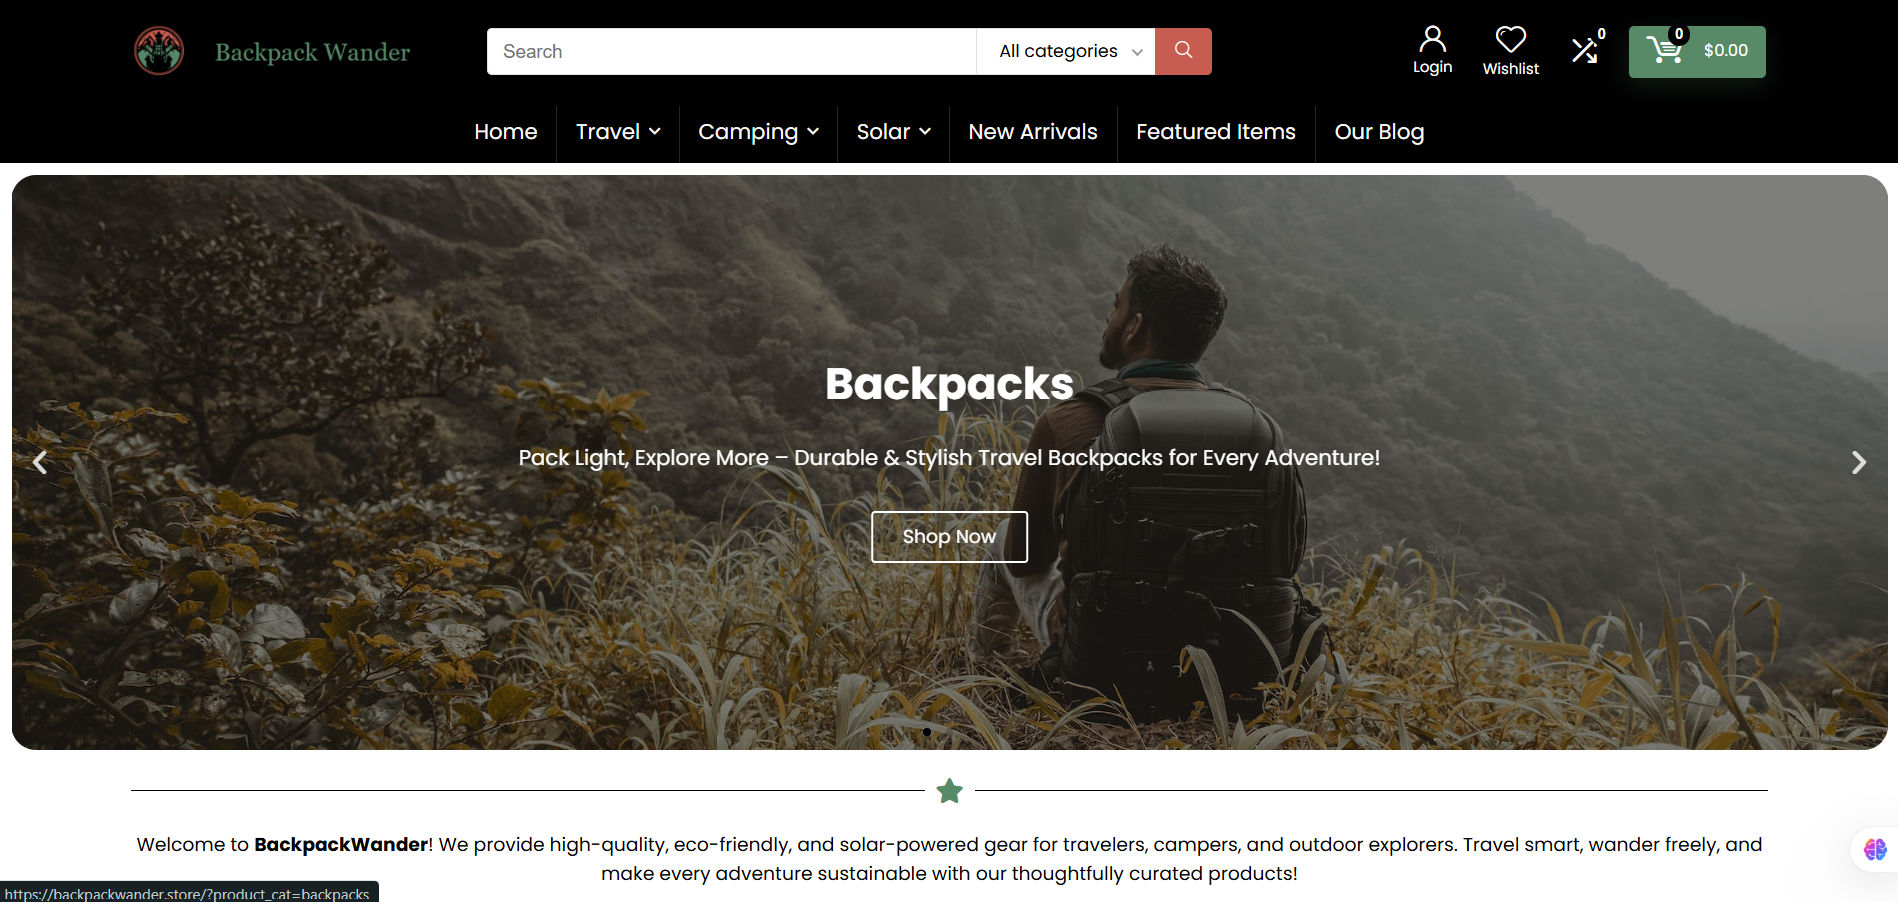 Backpack Wander
Search
All categories
Login
Wishlist
0
0
$0.00
Home
Travel
Camping
Solar
New Arrivals
Featured Items
Our Blog
Backpacks
Pack Light, Explore More – Durable & Stylish Travel Backpacks for Every Adventure!
Shop Now
Welcome to BackpackWander! We provide high-quality, eco-friendly, and solar-powered gear for travelers, campers, and outdoor explorers. Travel smart, wander freely, and
make every adventure sustainable with our thoughtfully curated products!
https://backpackwander.store/?product_cat=backpacks